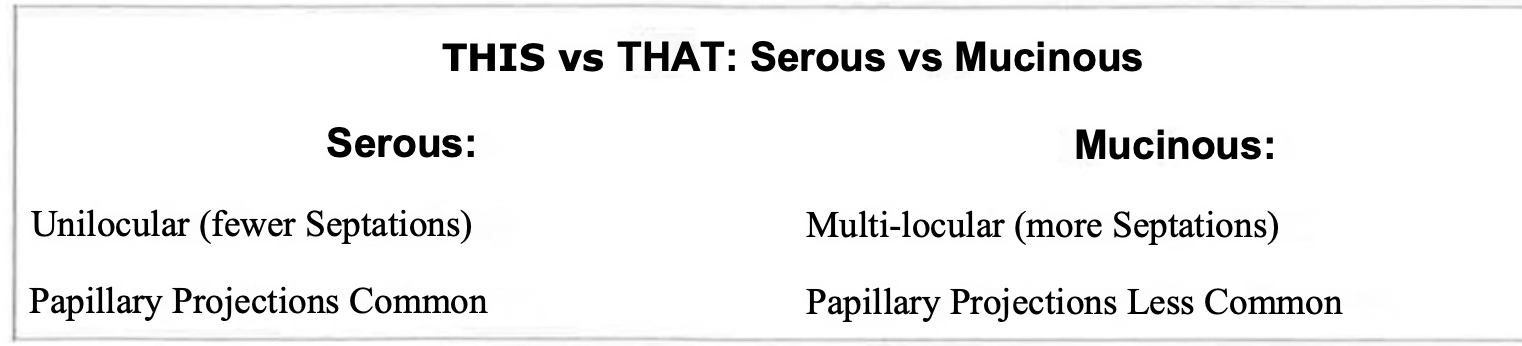 THIS vs THAT: Serous vs Mucinous
Serous: Mucinous:
Unilocular (fewer Septations) Multi-locular (more Septations)
Papillary Projections Common Papillary Projections Less Common